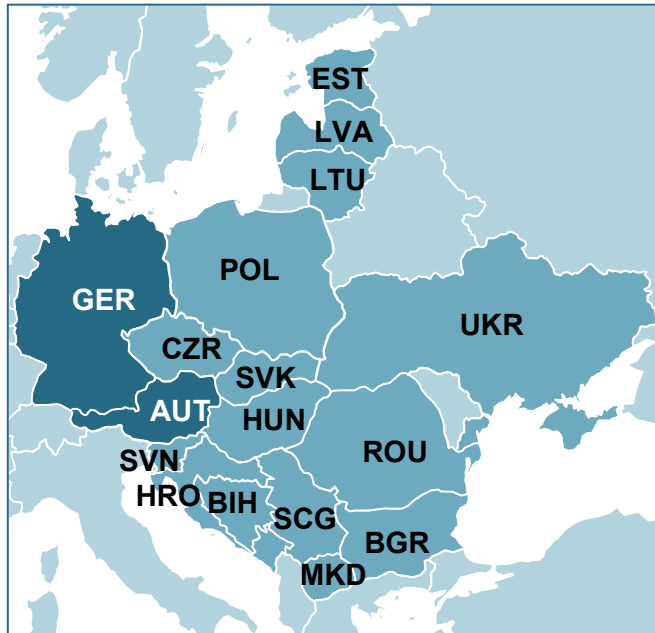 EST
LVA
LTU
POL
GER
UKR
CZR
SVK
AUT
HUN
ROU
SVN
HRO
BIH
SCG
BGR
MKD